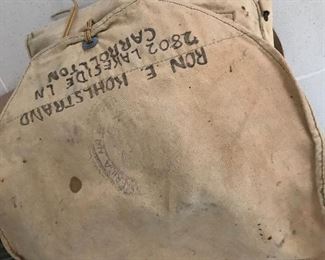 RON E KOHLSTRAND
2802 LAKESIDE LN
CARROLLTON